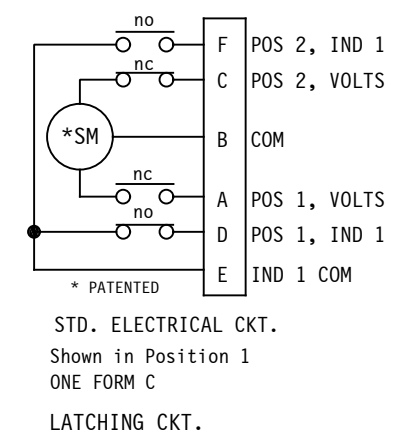 no
F POS 2, IND 1
nc
C POS 2, VOLTS
*SM
B COM
nc
A POS 1, VOLTS
no
D POS 1, IND 1
E IND 1 COM
* PATENTED
STD. ELECTRICAL CKT.
Shown in Position 1
ONE FORM C
LATCHING CKT.